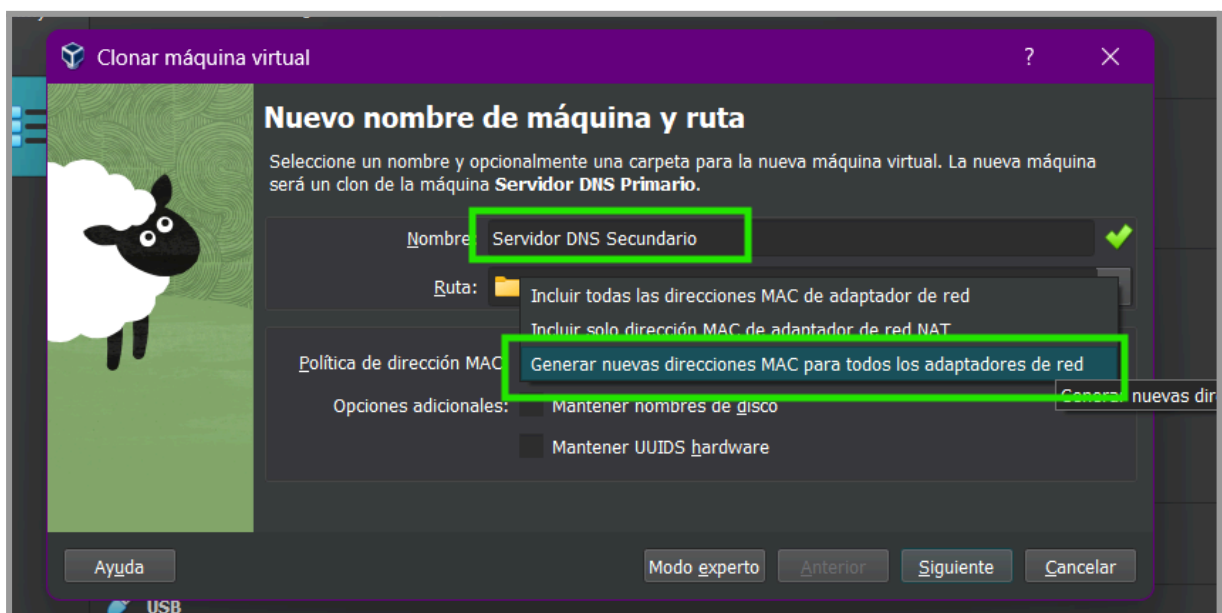 Clonar máquina virtual
?
Nuevo nombre de máquina y ruta
Seleccione un nombre y opcionalmente una carpeta para la nueva máquina virtual. La nueva máquina
será un clon de la máquina Servidor DNS Primario.
Nombre: Servidor DNS Secundario
Ruta:
Incluir todas las direcciones MAC de adaptador de red
Incluir solo dirección MAC de adaptador de red NAT
Política de dirección MAC Generar nuevas direcciones MAC para todos los adaptadores de red
Generar nuevas dir
Opciones adicionales: Mantener nombres de disco
Mantener UUIDS hardware
Ayuda Modo experto Anterior Siguiente Cancelar
USB